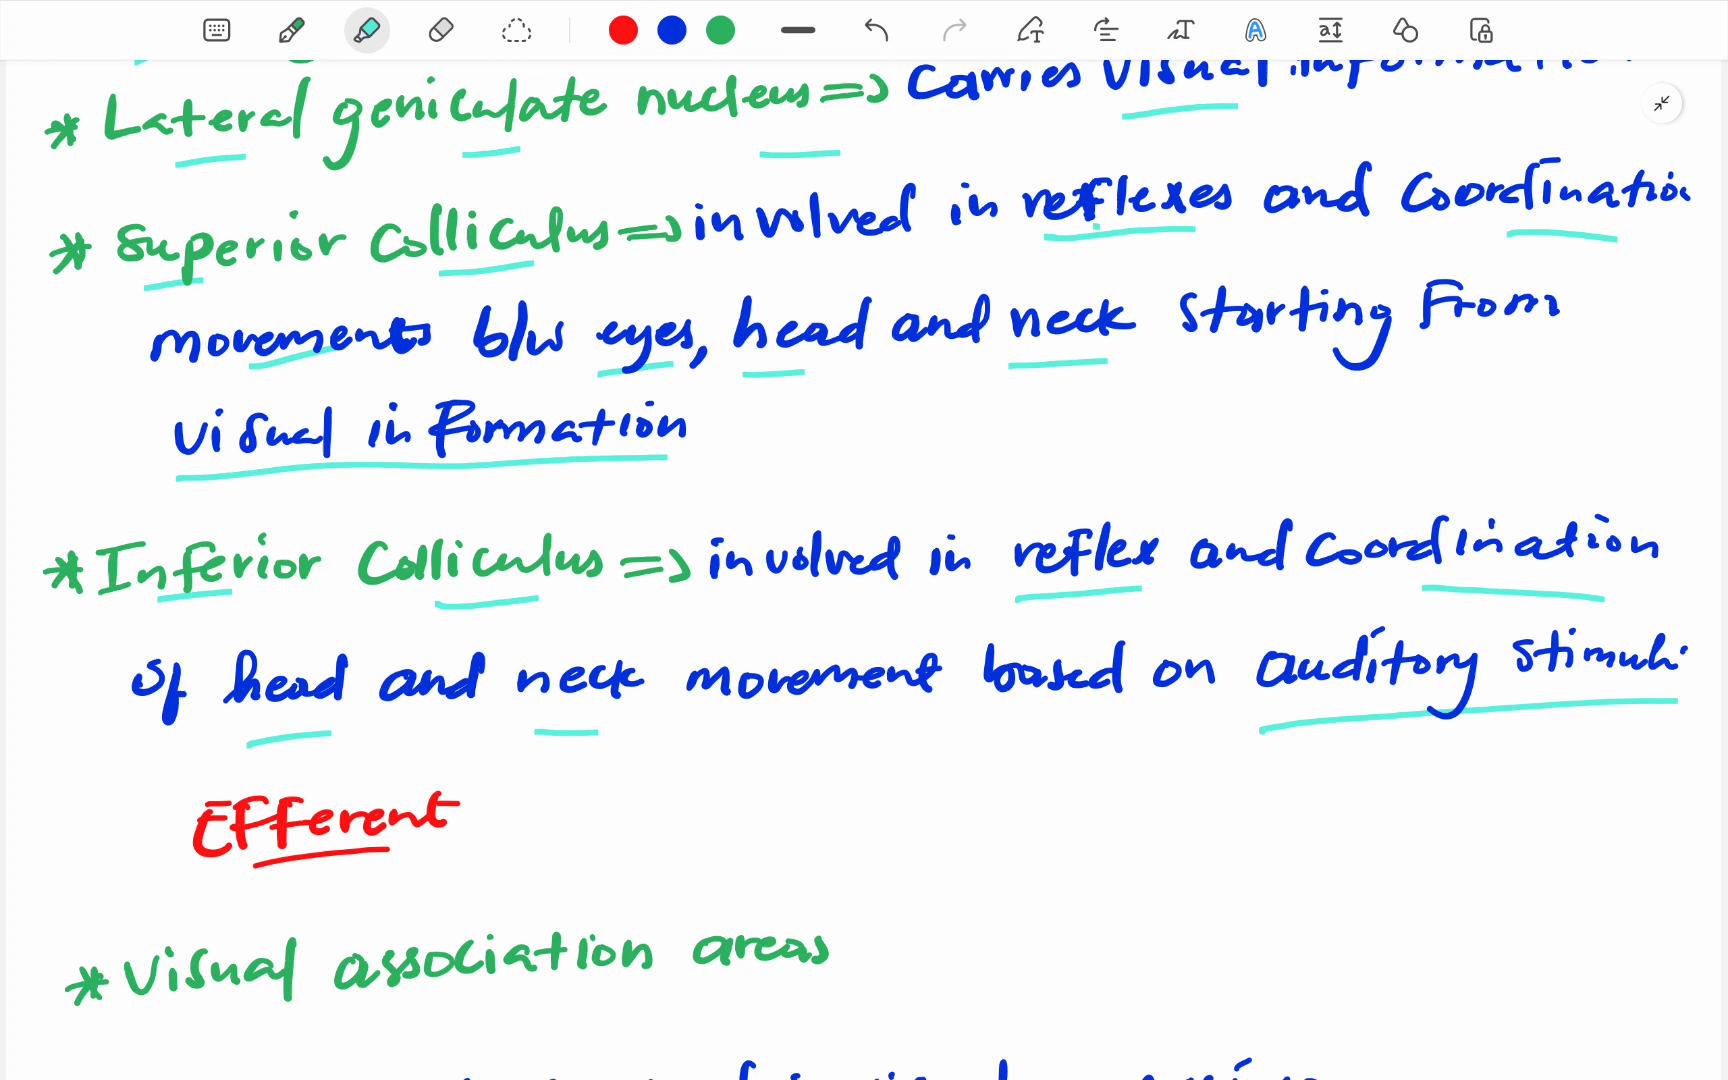 * Lateral geniculate nucleus => Carries visual information
* Superior Colliculus => involved in reflexes and Coordination
movements b/w eyes, head and neck starting from
visual information
* Inferior Colliculus => involved in reflex and Coordination
of head and neck movement based on auditory stimuli
Efferent
* Visual association areas